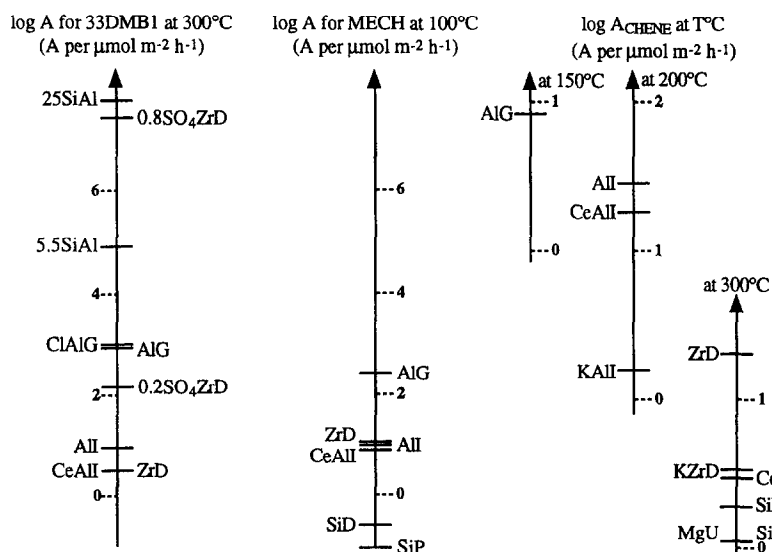 log A for 33DMB1 at 300°C
(A per μmol m-2 h-1)
25SiAl
0.8SO4ZrD
6
5.5SiAl
4
ClAlG
AlG
0.2SO4ZrD
2
AlI
CeAlI
ZrD
0
log A for MECH at 100°C
(A per μmol m-2 h-1)
6
4
AlG
2
ZrD
AlI
CeAlI
0
SiD
SiP
log ACHENE at T°C
(A per μmol m-2 h-1)
at 150°C
1
AlG
0
at 200°C
2
AlI
CeAlI
1
KAlI
0
at 300°C
ZrD
1
KZrD
Ce
Si
MgU
Si
0